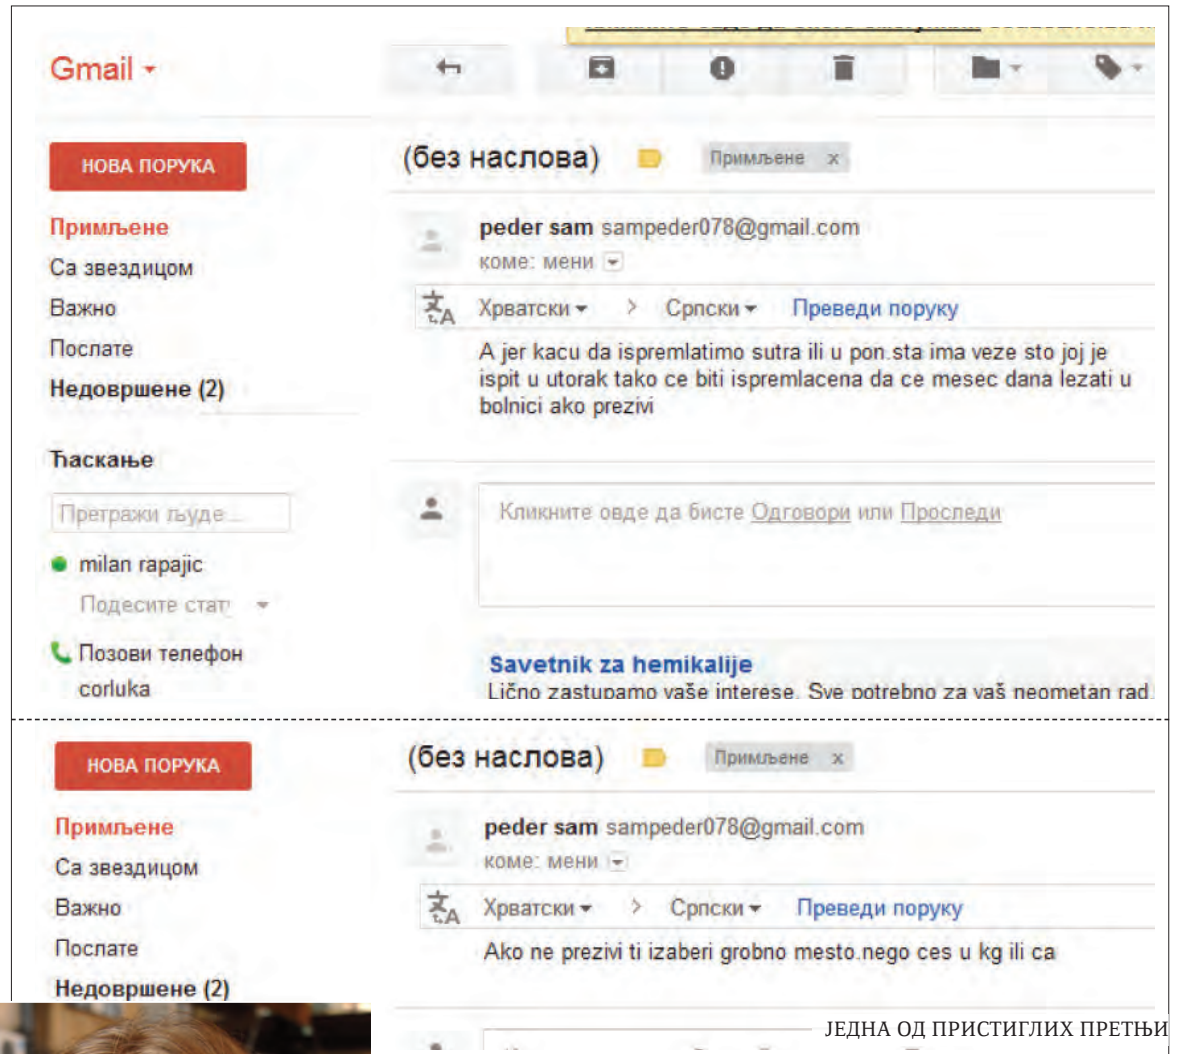 Gmail
(без наслова) Примљене x
НОВА ПОРУКА
Примљене
Са звездицом
Важно
Послате
Недовршене (2)
Ћаскање
Претражи људе...
milan rapajic
Подесите стат
Позови телефон
corluka
peder sam sampeder078@gmail.com
коме: мени
Хрватски > Српски Преведи поруку
A jer kacu da ispremlatimo sutra ili u pon.sta ima veze sto joj je
ispit u utorak tako ce biti ispremlacena da ce mesec dana lezati u
bolnici ako prezivi
Кликните овде да бисте Одговори или Проследи
Savetnik za hemikalije
Lično zastupamo vaše interese. Sve potrebno za vaš neometan rad.
(без наслова) Примљене x
НОВА ПОРУКА
Примљене
Са звездицом
Важно
Послате
Недовршене (2)
peder sam sampeder078@gmail.com
коме: мени
Хрватски > Српски Преведи поруку
Ako ne prezivi ti izaberi grobno mesto.nego ces u kg ili ca
ЈЕДНА ОД ПРИСТИГЛИХ ПРЕТЊИ